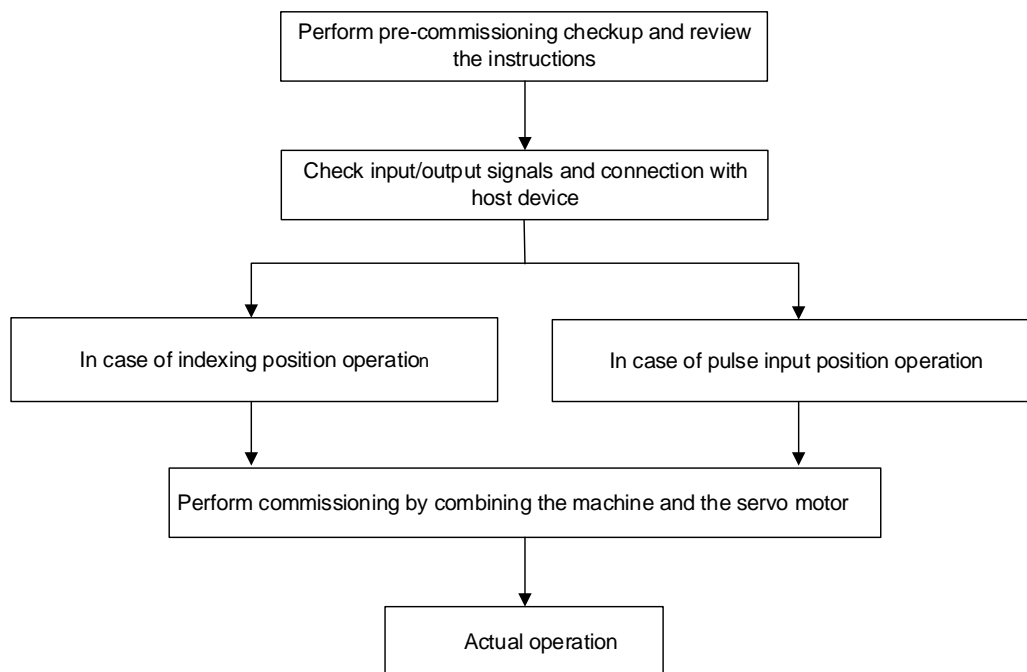 Perform pre-commissioning checkup and review
the instructions
Check input/output signals and connection with
host device
In case of indexing position operation
In case of pulse input position operation
Perform commissioning by combining the machine and the servo motor
Actual operation